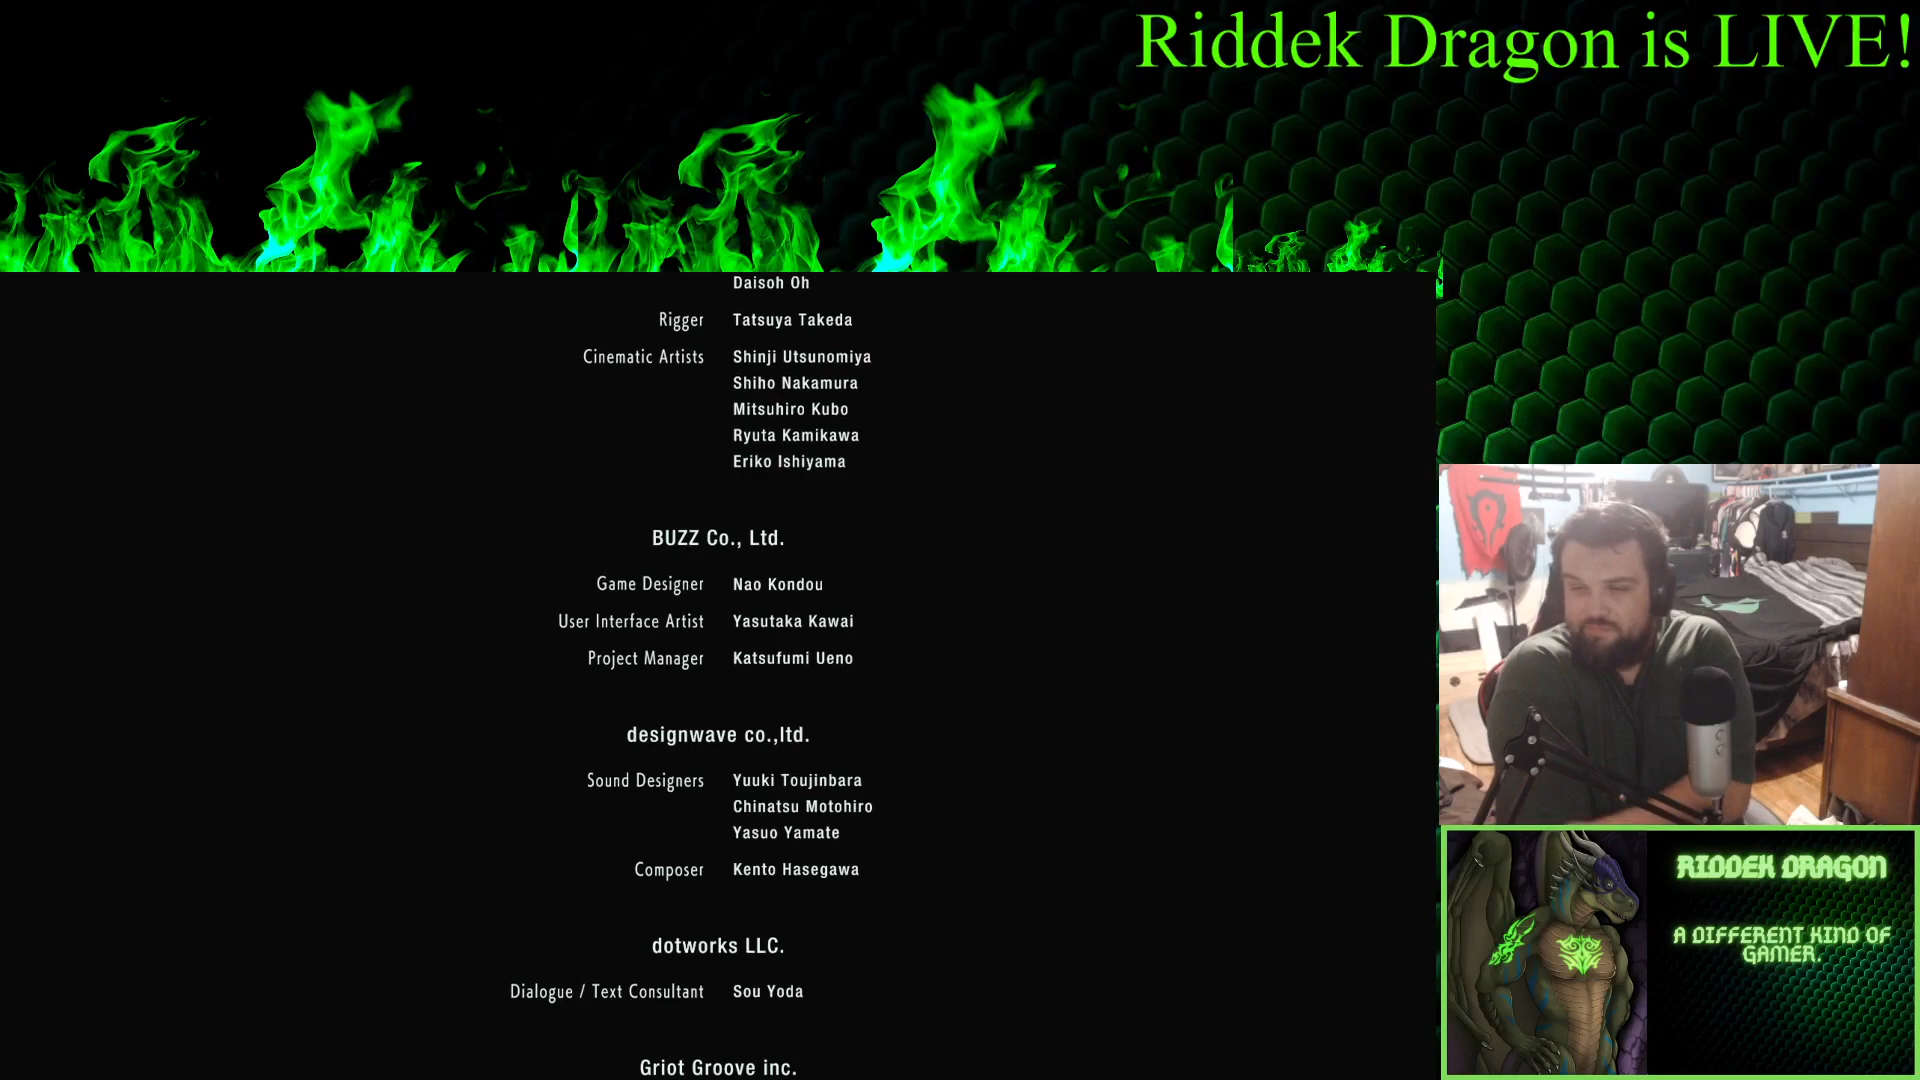 Riddek Dragon is LIVE!
Daisoh Oh
Rigger Tatsuya Takeda
Cinematic Artists Shinji Utsunomiya
Shiho Nakamura
Mitsuhiro Kubo
Ryuta Kamikawa
Eriko Ishiyama
BUZZ Co., Ltd.
Game Designer Nao Kondou
User Interface Artist Yasutaka Kawai
Project Manager Katsufumi Ueno
designwave co.,ltd.
Sound Designers Yuuki Toujinbara
Chinatsu Motohiro
Yasuo Yamate
Composer Kento Hasegawa
dotworks LLC.
Dialogue / Text Consultant Sou Yoda
Griot Groove inc.
RIDDEK DRAGON
A DIFFERENT KIND OF
GAMER.